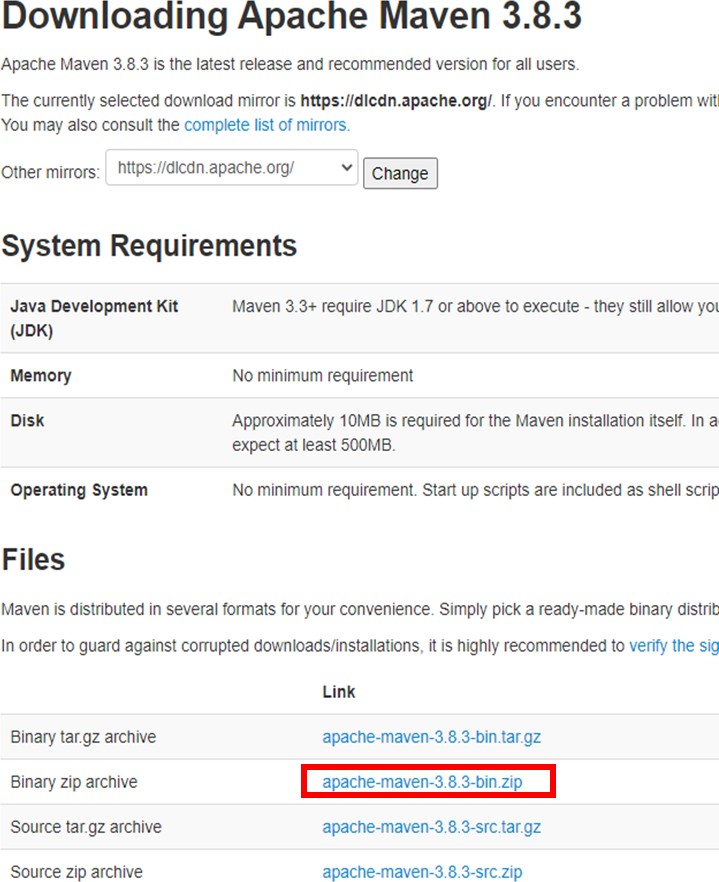 Downloading Apache Maven 3.8.3
Apache Maven 3.8.3 is the latest release and recommended version for all users.
The currently selected download mirror is https://dlcdn.apache.org/. If you encounter a problem wit
You may also consult the complete list of mirrors.
Other mirrors: https://dlcdn.apache.org/ Change
System Requirements
Java Development Kit Maven 3.3+ require JDK 1.7 or above to execute - they still allow you
(JDK)
Memory No minimum requirement
Disk Approximately 10MB is required for the Maven installation itself. In a
expect at least 500MB.
Operating System No minimum requirement. Start up scripts are included as shell scrip
Files
Maven is distributed in several formats for your convenience. Simply pick a ready-made binary distrib
In order to guard against corrupted downloads/installations, it is highly recommended to verify the sig
Link
Binary tar.gz archive apache-maven-3.8.3-bin.tar.gz
Binary zip archive apache-maven-3.8.3-bin.zip
Source tar.gz archive apache-maven-3.8.3-src.tar.gz
Source zip archive apache-maven-3.8.3-src.zip